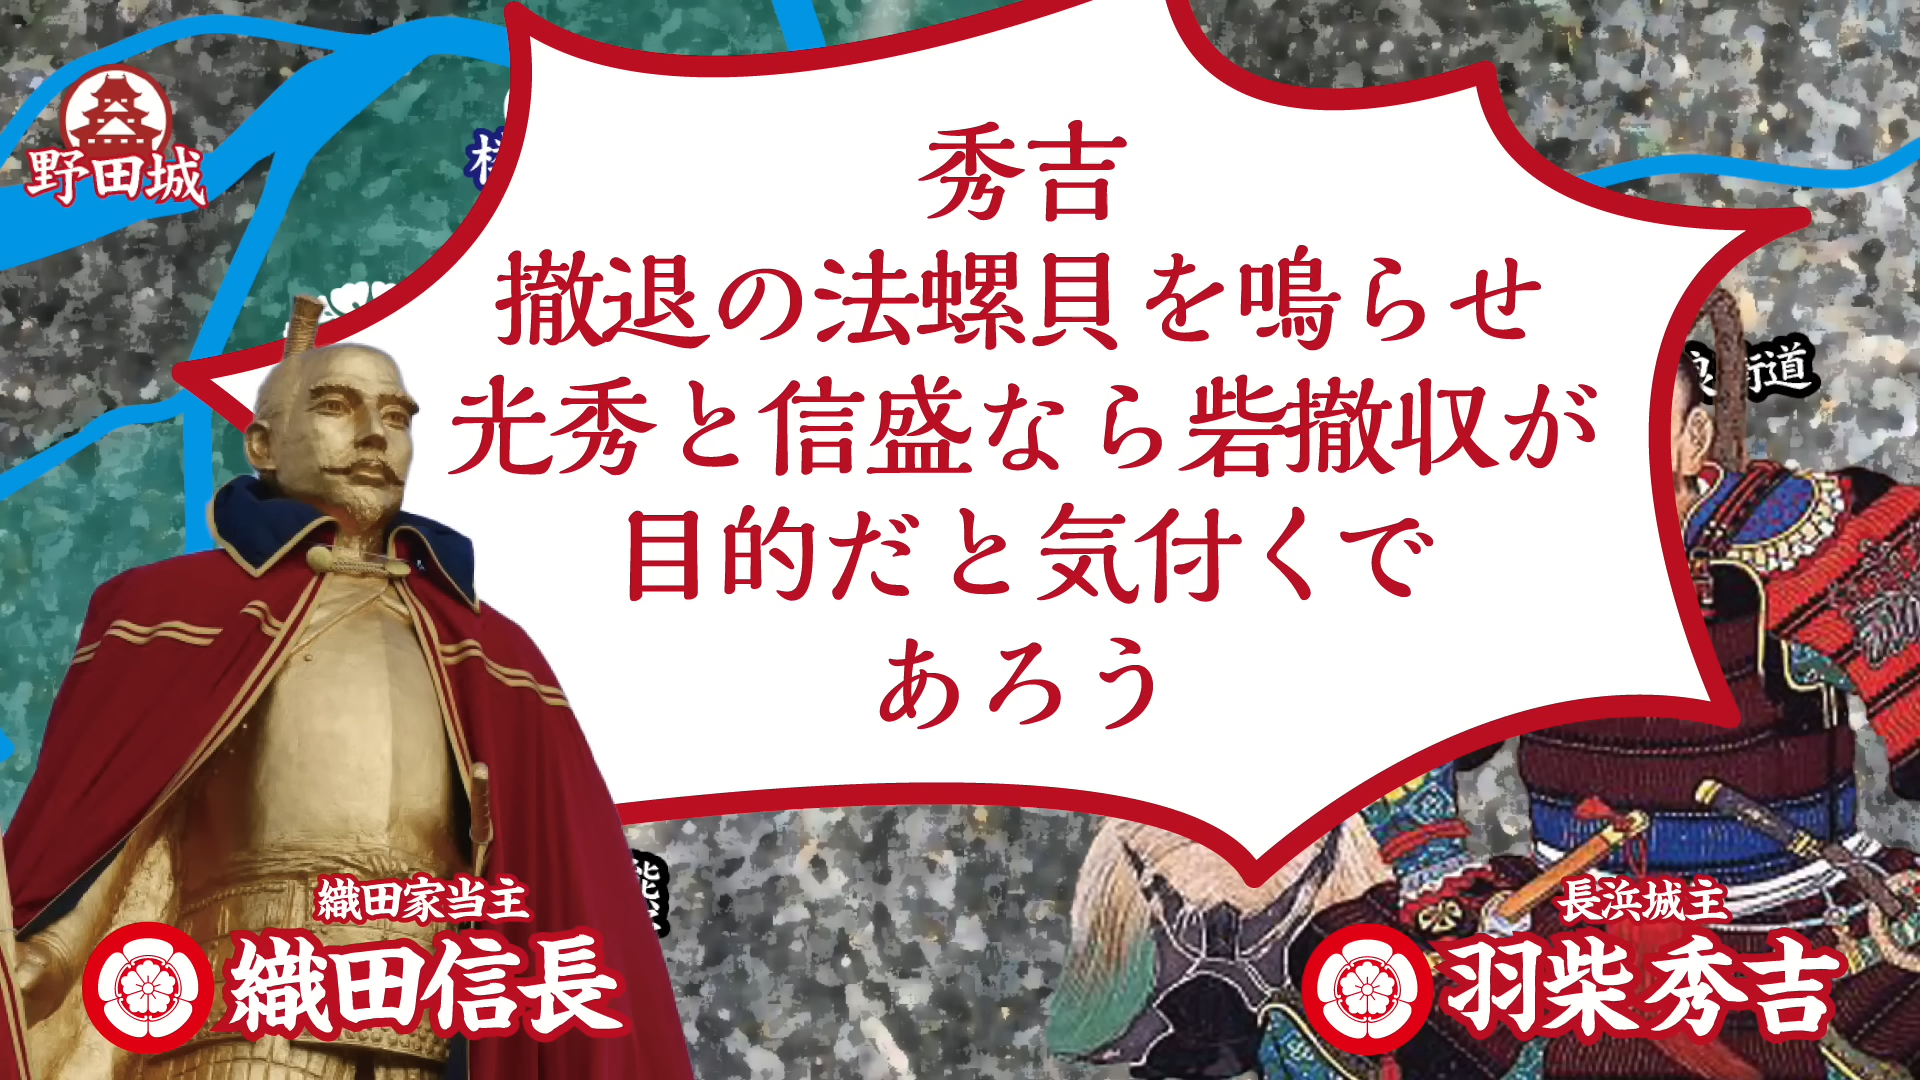 野田城
秀吉
撤退の法螺貝を鳴らせ
光秀と信盛なら砦撤収が
目的だと気付くで
あろう
街道
織田家当主
織田信長
長浜城主
羽柴秀吉